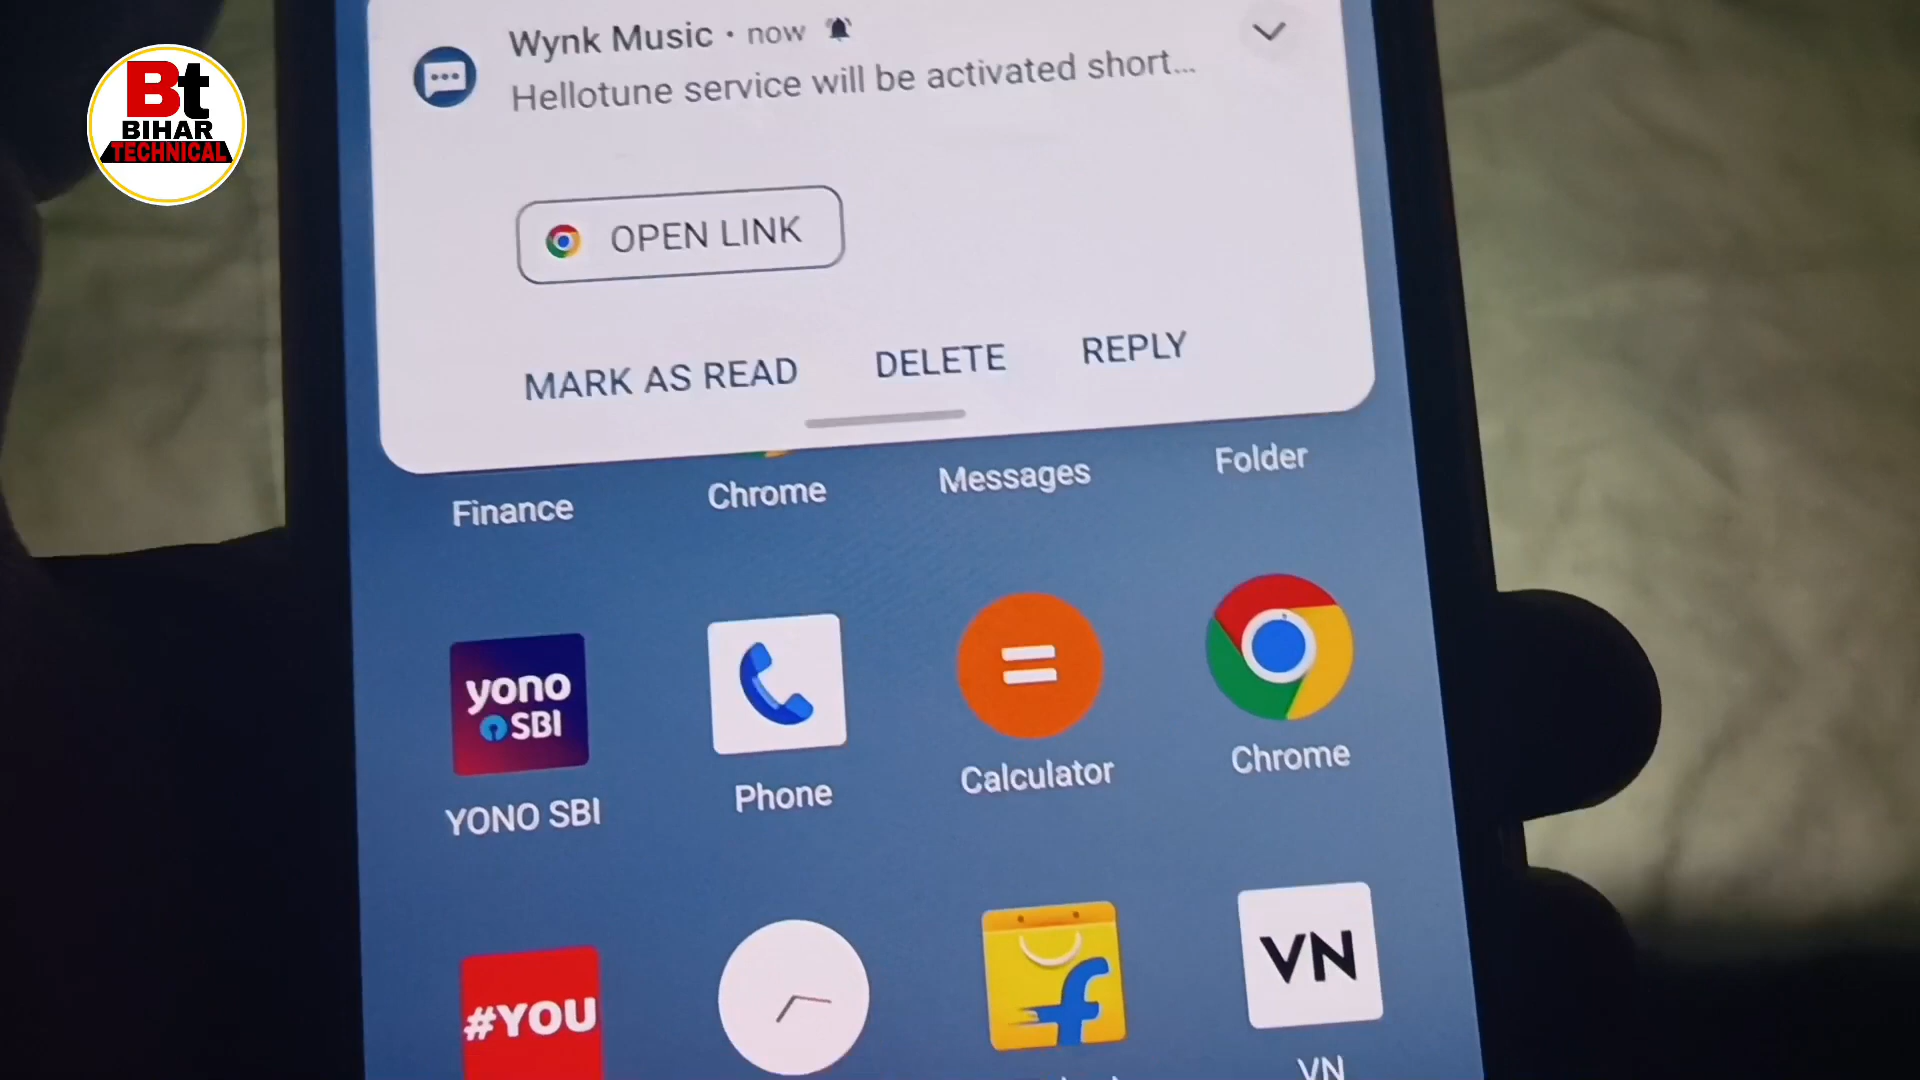 Bt
BIHAR
TECHNICAL
Wynk Music • now
Hellotune service will be activated short...
OPEN LINK
MARK AS READ
DELETE
REPLY
Finance
Chrome
Messages
Folder
yono
SBI
YONO SBI
Phone
Calculator
Chrome
#YOU
VN
VN